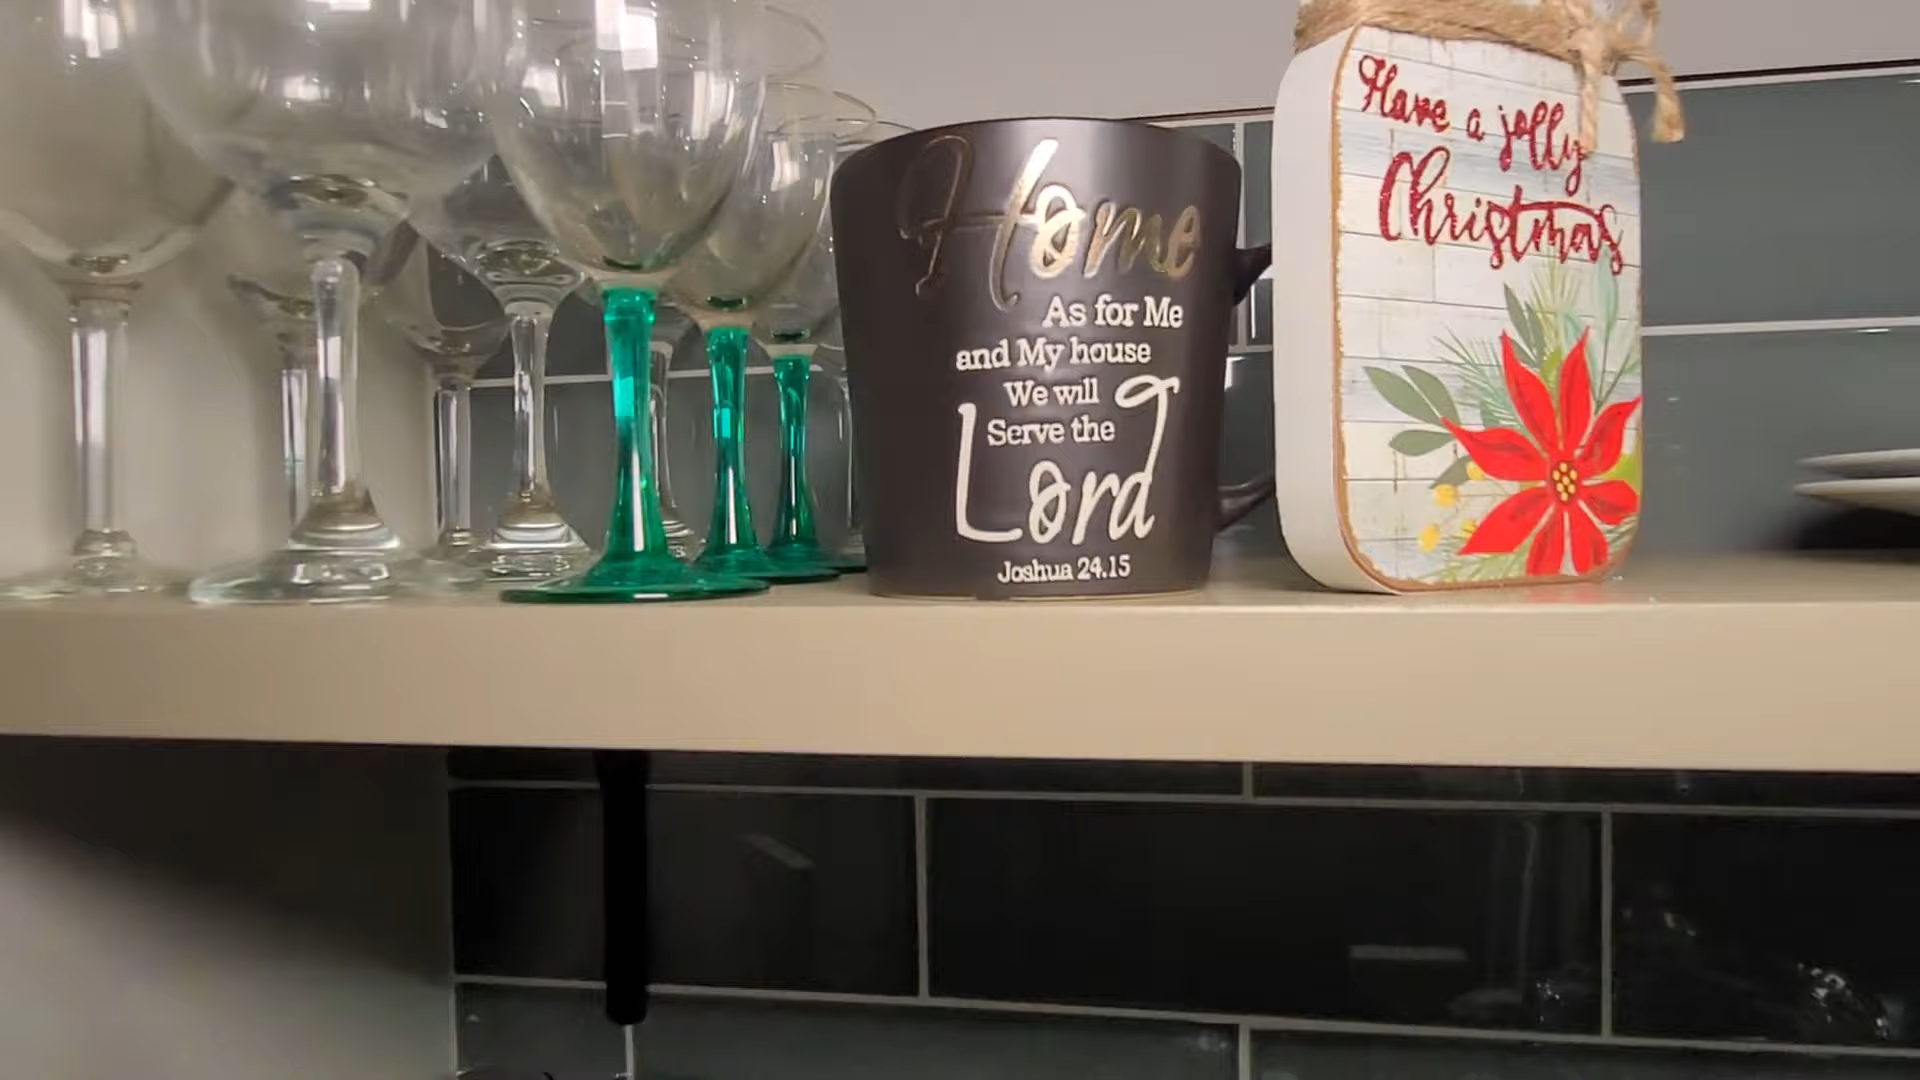 Home
As for Me
and My house
We will
Serve the
Lord
Joshua 24.15
Have a jolly
Christmas